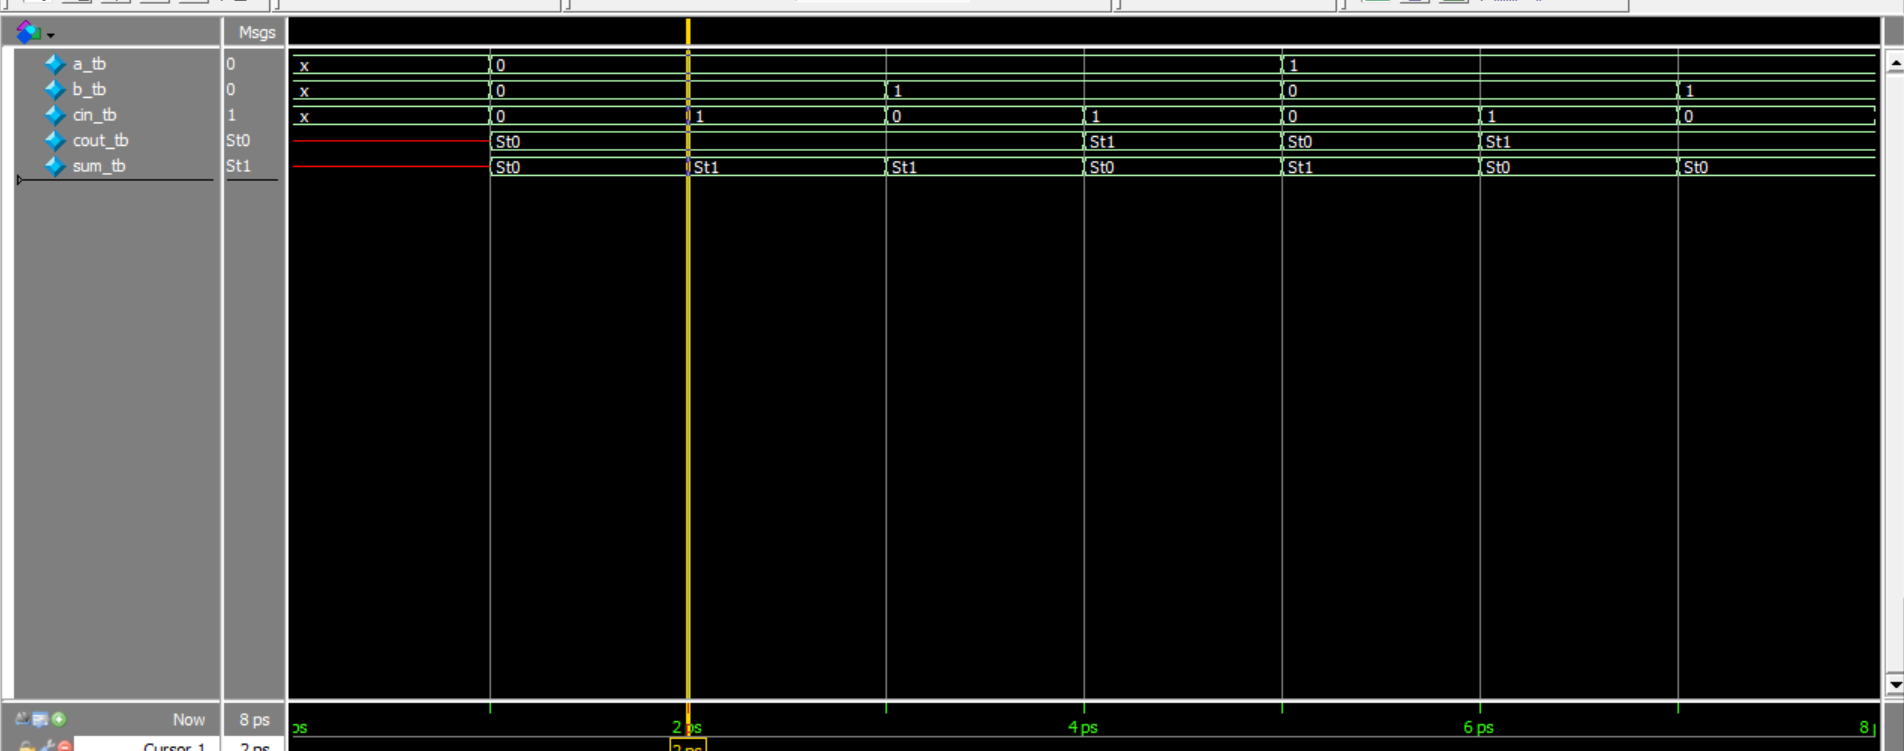 Msgs
a_tb 0 x 0 1
b_tb 0 x 0 1 0 1
cin_tb 1 x 0 1 0 1 0 1 0
cout_tb St0 St0 St1 St0 St1
sum_tb St1 St0 St1 St1 St0 St1 St0 St0
Now 8 ps ps 2 ps 4 ps 6 ps 8
Cursor 1 2 ps 2 ps